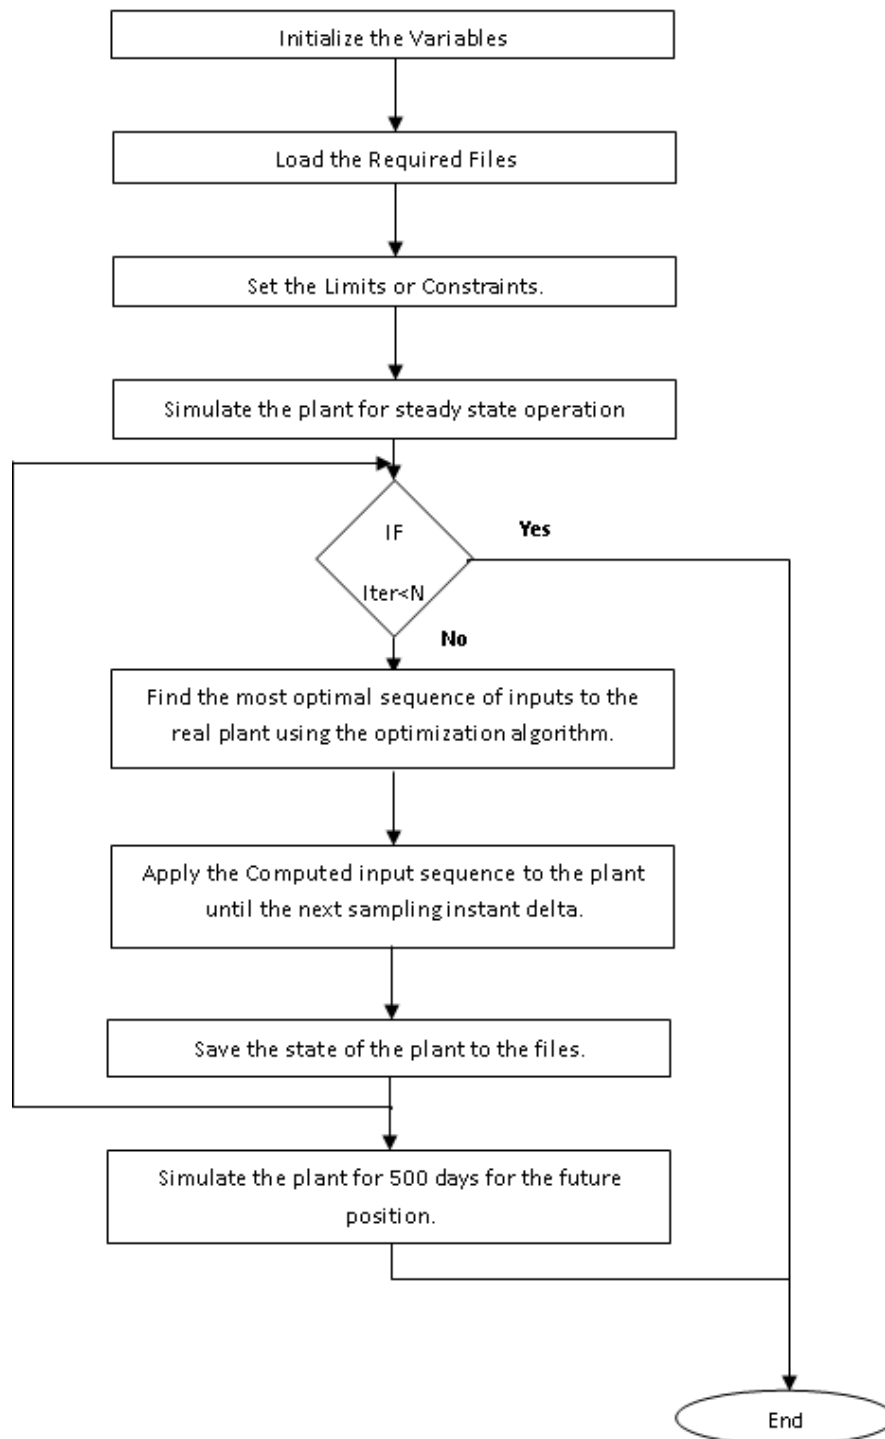 Initialize the Variables
Load the Required Files
Set the Limits or Constraints.
Simulate the plant for steady state operation
IF
Yes
Iter<N
No
Find the most optimal sequence of inputs to the
real plant using the optimization algorithm.
Apply the Computed input sequence to the plant
until the next sampling instant delta.
Save the state of the plant to the files.
Simulate the plant for 500 days for the future
position.
End